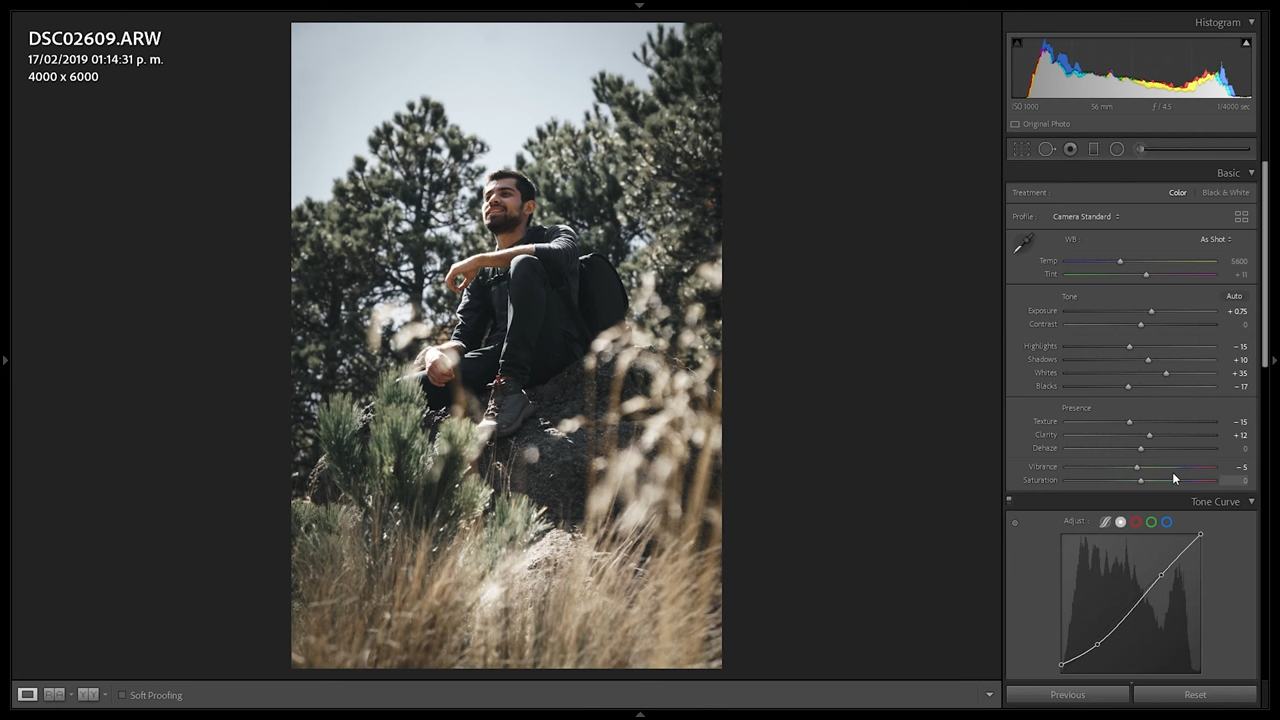 DSC02609.ARW
17/02/2019 01:14:31 p. m.
4000 x 6000
Histogram
ISO 1000 56 mm ƒ / 4.5 1/4000 sec
Original Photo
Basic
Treatment : Color Black & White
Profile : Camera Standard
WB : As Shot
Temp 5600
Tint + 11
Tone Auto
Exposure + 0.75
Contrast 0
Highlights − 15
Shadows + 10
Whites + 35
Blacks − 17
Presence
Texture − 15
Clarity + 12
Dehaze 0
Vibrance − 5
Saturation 0
Tone Curve
Adjust :
Soft Proofing
Previous Reset